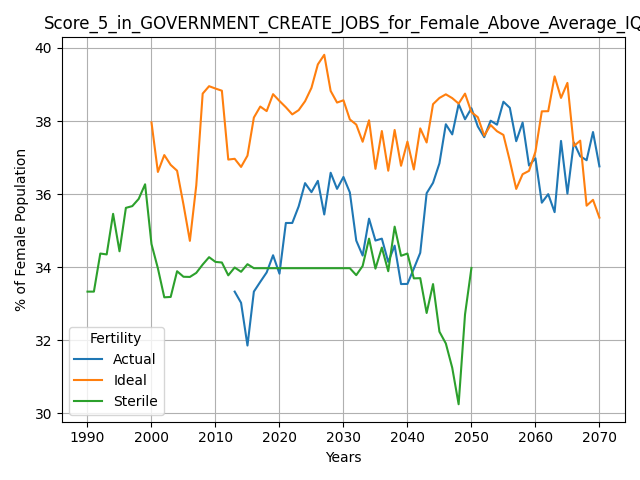 Score_5_in_GOVERNMENT_CREATE_JOBS_for_Female_Above_Average_IQ
% of Female Population
40
38
36
34
32
30
Fertility
Actual
Ideal
Sterile
1990 2000 2010 2020 2030 2040 2050 2060 2070
Years